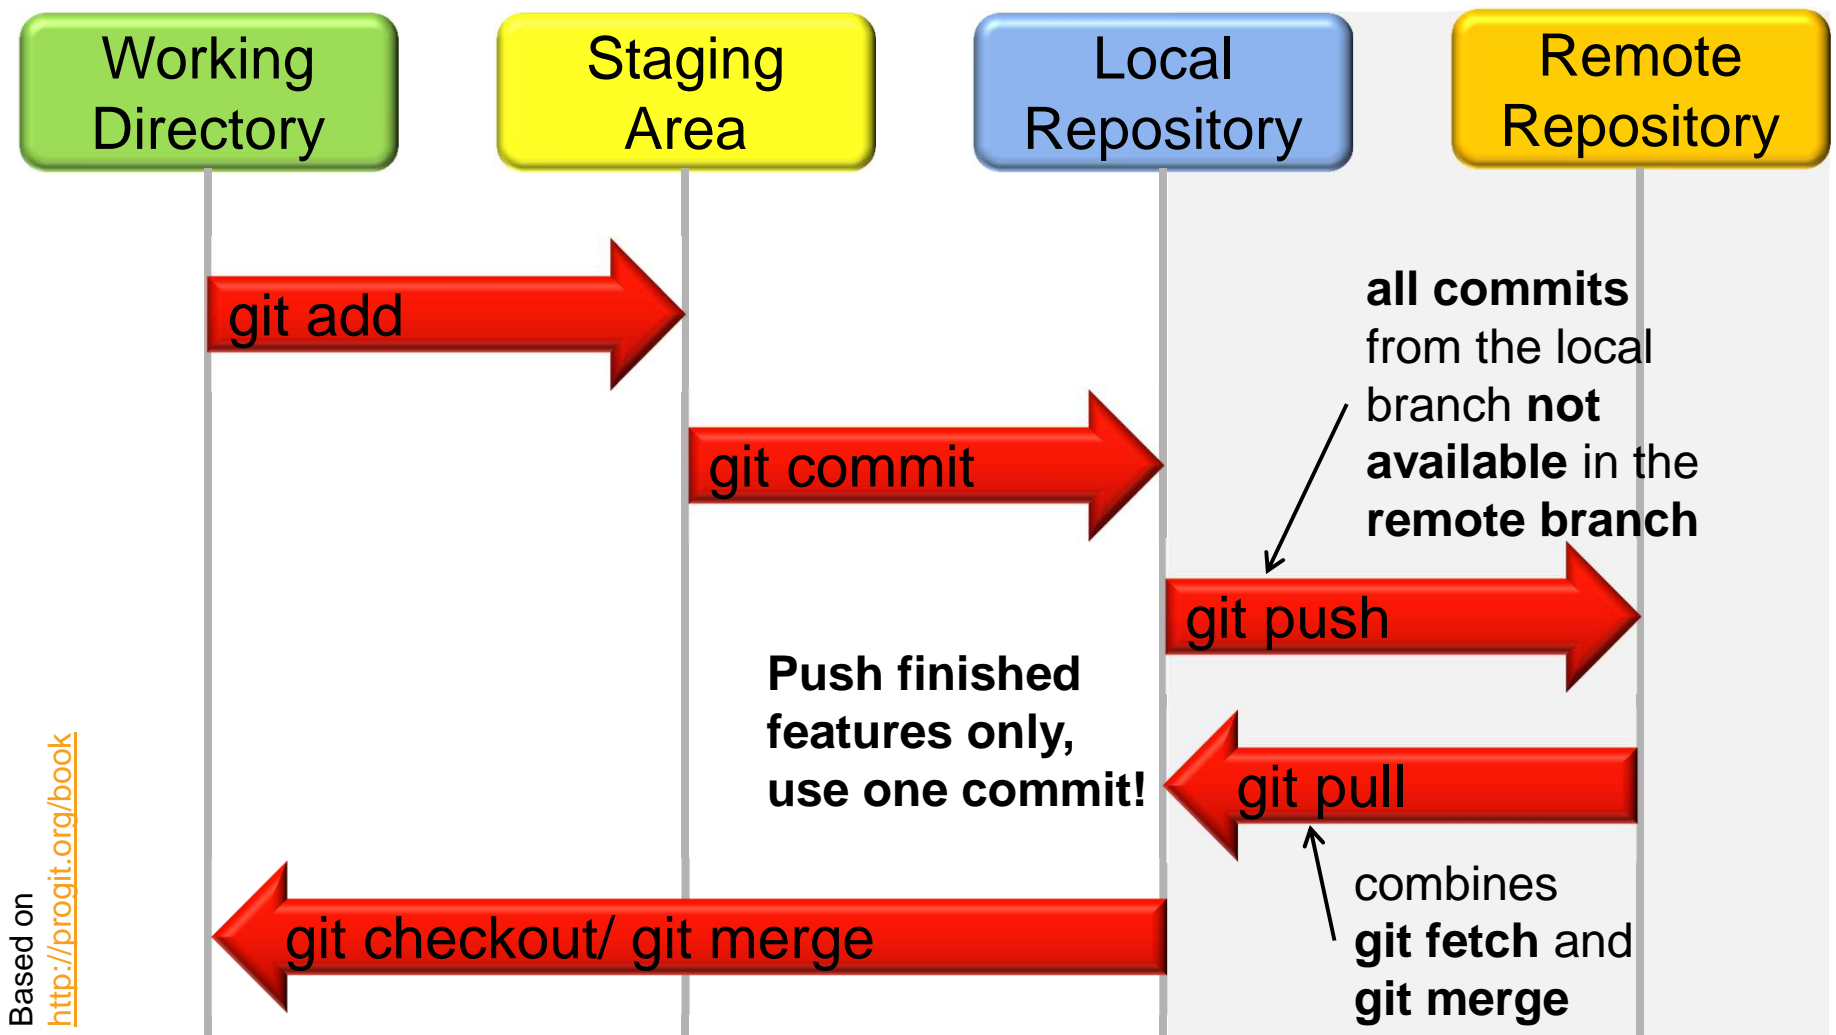 Working
Directory
Staging
Area
Local
Repository
Remote
Repository
git add
all commits
from the local
branch not
available in the
remote branch
git commit
git push
Push finished
features only,
use one commit!
git pull
combines
git fetch and
git merge
git checkout/ git merge
Based on
http://progit.org/book